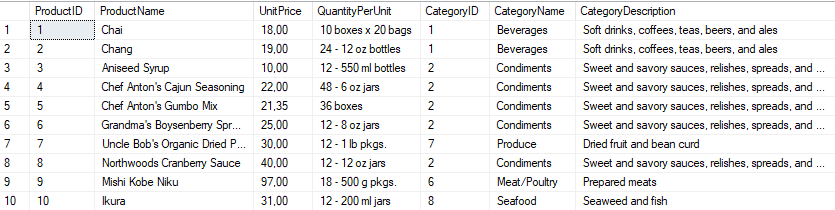 ProductID ProductName UnitPrice QuantityPerUnit CategoryID CategoryName CategoryDescription
1 1 Chai 18,00 10 boxes x 20 bags 1 Beverages Soft drinks, coffees, teas, beers, and ales
2 2 Chang 19,00 24 - 12 oz bottles 1 Beverages Soft drinks, coffees, teas, beers, and ales
3 3 Aniseed Syrup 10,00 12 - 550 ml bottles 2 Condiments Sweet and savory sauces, relishes, spreads, and ...
4 4 Chef Anton's Cajun Seasoning 22,00 48 - 6 oz jars 2 Condiments Sweet and savory sauces, relishes, spreads, and ...
5 5 Chef Anton's Gumbo Mix 21,35 36 boxes 2 Condiments Sweet and savory sauces, relishes, spreads, and ...
6 6 Grandma's Boysenberry Spr... 25,00 12 - 8 oz jars 2 Condiments Sweet and savory sauces, relishes, spreads, and ...
7 7 Uncle Bob's Organic Dried P... 30,00 12 - 1 lb pkgs. 7 Produce Dried fruit and bean curd
8 8 Northwoods Cranberry Sauce 40,00 12 - 12 oz jars 2 Condiments Sweet and savory sauces, relishes, spreads, and ...
9 9 Mishi Kobe Niku 97,00 18 - 500 g pkgs. 6 Meat/Poultry Prepared meats
10 10 Ikura 31,00 12 - 200 ml jars 8 Seafood Seaweed and fish